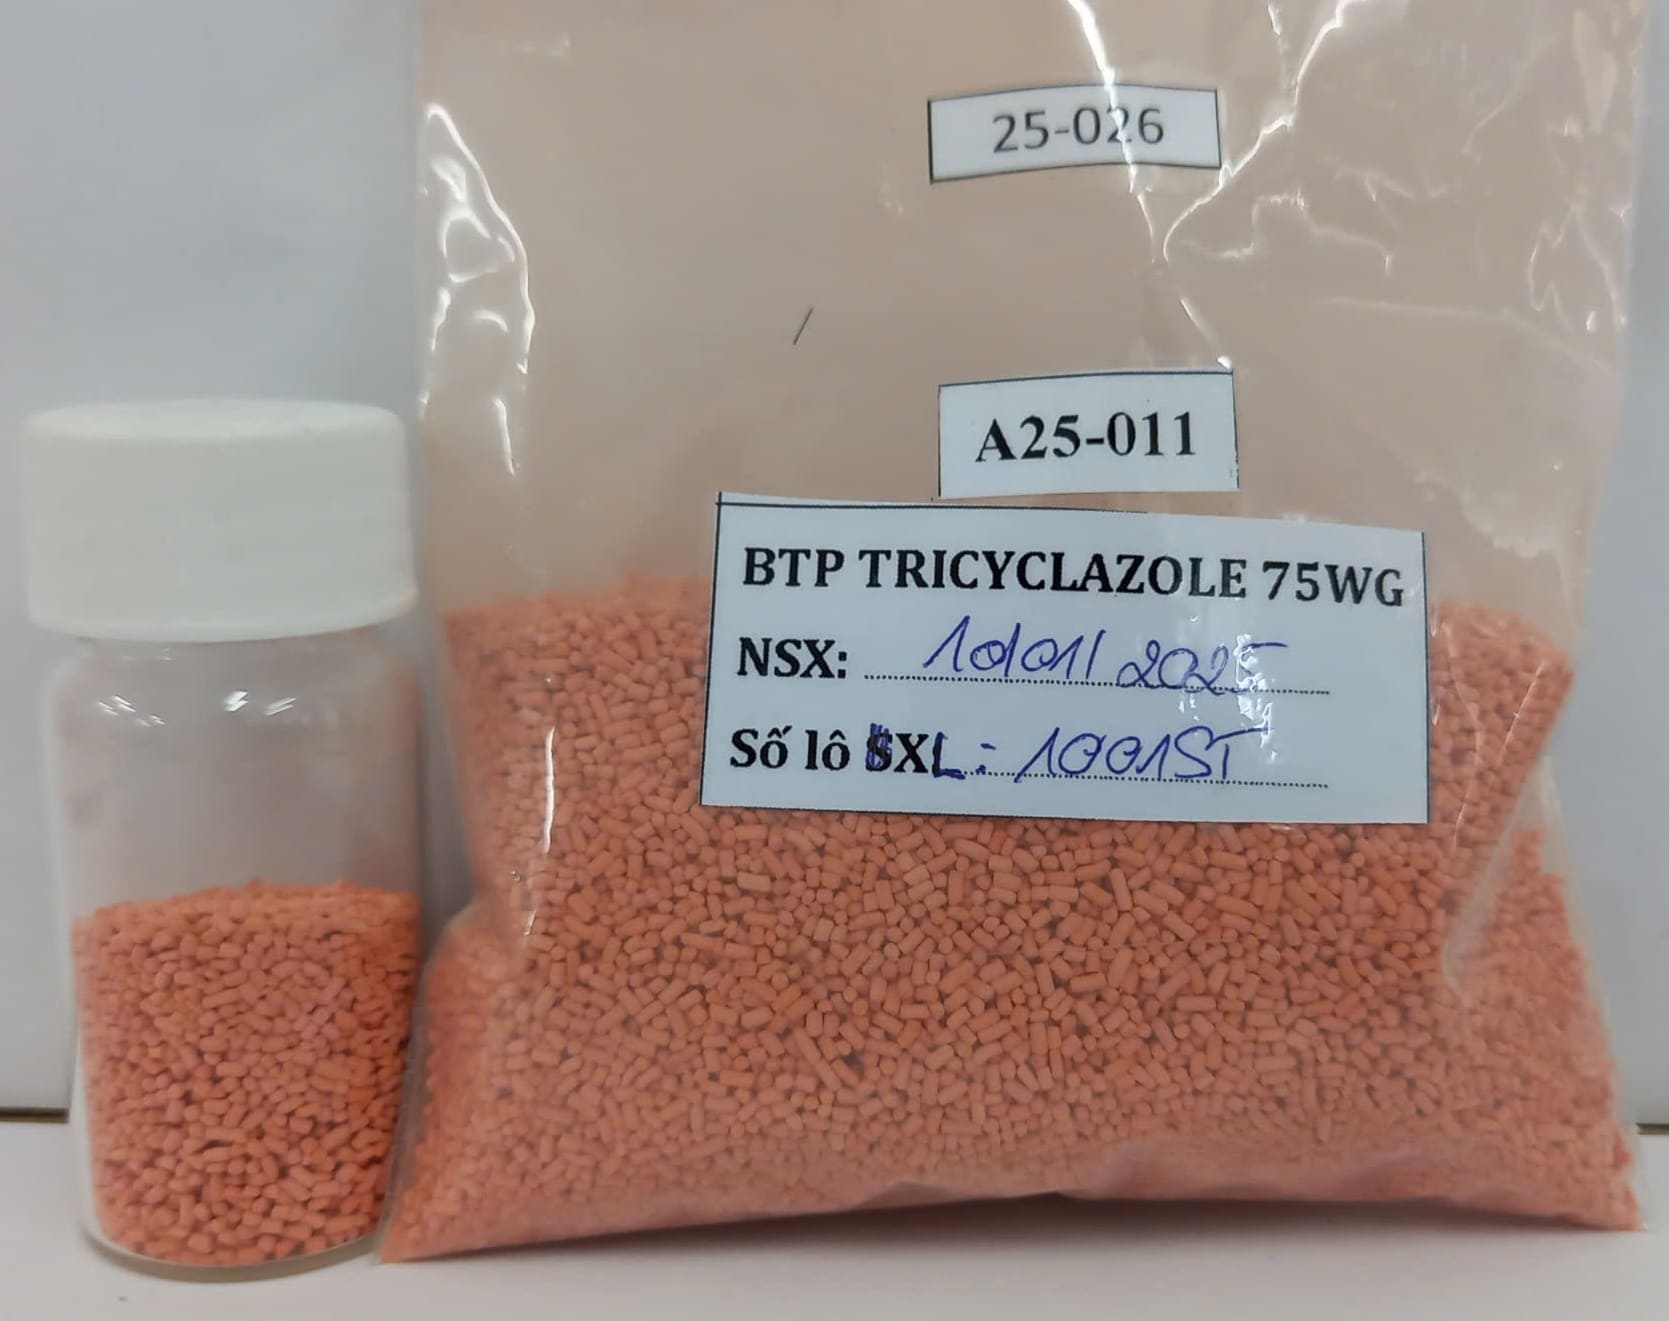 25-026
A25-011
BTP TRICYCLAZOLE 75WG
NSX: 10/01/2025
Số lô SXL: 1001ST